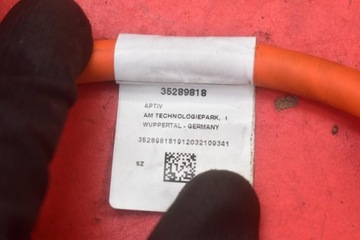 35289818
APTIV
AM TECHNOLOGIEPARK, 1
WUPPERTAL - GERMANY
352898181912032109341
SZ